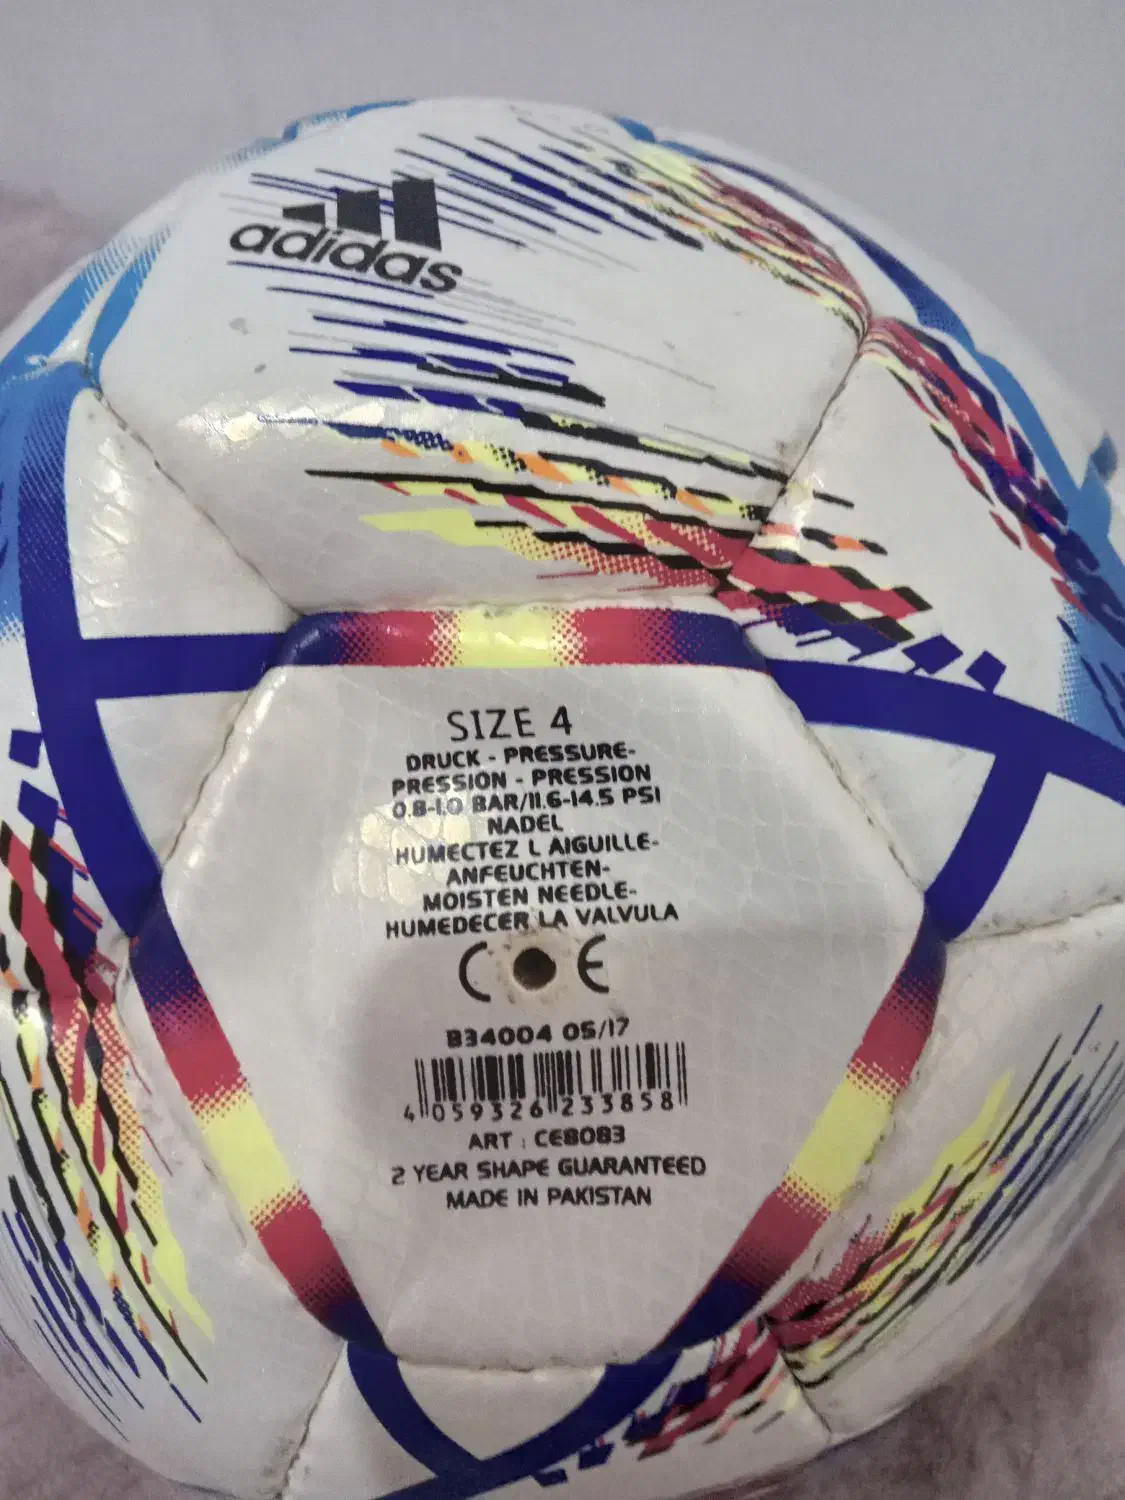 adidas
SIZE 4
DRUCK - PRESSURE-
PRESSION - PRESSION
0.8-1.0 BAR/11.6-14.5 PSI
NADEL
HUMECTEZ L AIGUILLE-
ANFEUCHTEN-
MOISTEN NEEDLE-
HUMEDECER LA VALVULA
CE
B34004 05/17
4 059326 233858
ART : CE8083
2 YEAR SHAPE GUARANTEED
MADE IN PAKISTAN